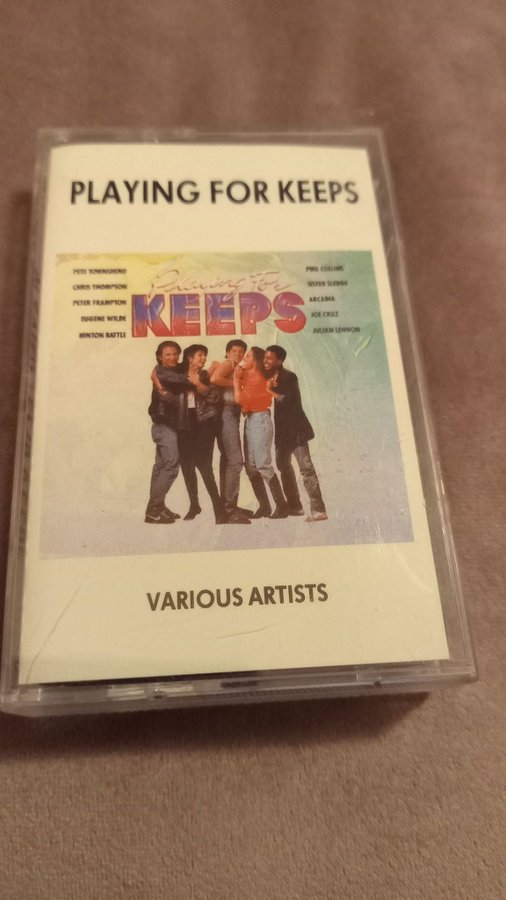 PLAYING FOR KEEPS
Playing For
KEEPS
PETE TOWNSHEND
CHRIS THOMPSON
PETER FRAMPTON
EUGENE WILDE
HINTON BATTLE
PHIL COLLINS
SISTER SLEDGE
ARCADIA
JOE CRUZ
JULIAN LENNON
VARIOUS ARTISTS